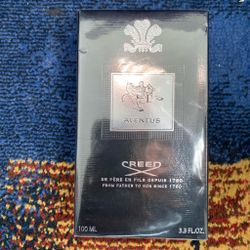 AVENTUS
CREED
DE PÈRE EN FILS DEPUIS 1760
FROM FATHER TO SON SINCE 1760
100 ML 3.3 FL.OZ.